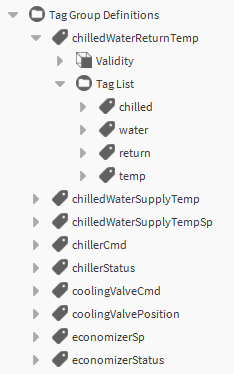 Tag Group Definitions
chilledWaterReturnTemp
Validity
Tag List
chilled
water
return
temp
chilledWaterSupplyTemp
chilledWaterSupplyTempSp
chillerCmd
chillerStatus
coolingValveCmd
coolingValvePosition
economizerSp
economizerStatus